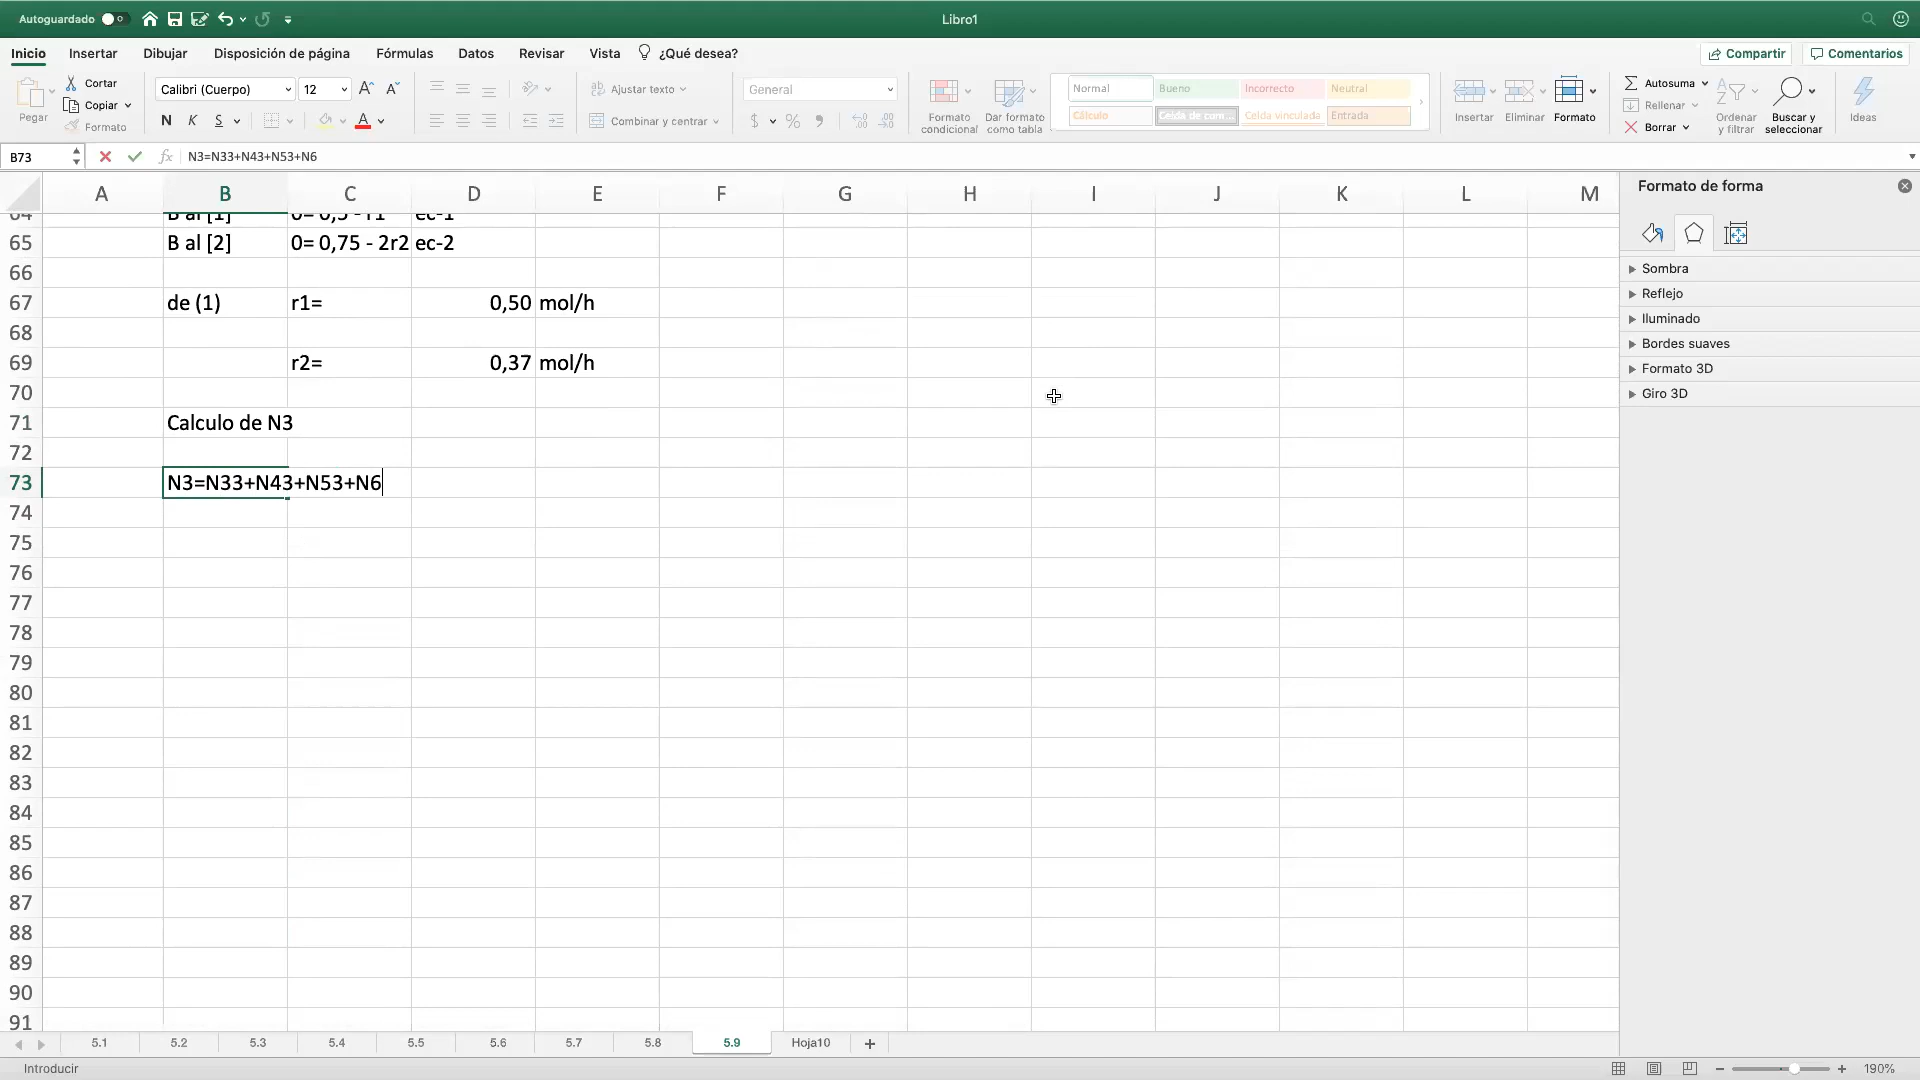 Autoguardado
Libro1
Inicio Insertar Dibujar Disposición de página Fórmulas Datos Revisar Vista ¿Qué desea? Compartir Comentarios
Pegar
Cortar
Copiar
Formato
Calibri (Cuerpo) 12 A^ A˅
N K S A
ab Ajustar texto
Combinar y centrar
General
$ %
Formato condicional
Dar formato como tabla
Normal Bueno Incorrecto Neutral
Cálculo Celda de com... Celda vinculada Entrada
Insertar Eliminar Formato
Autosuma
Rellenar
Borrar
Ordenar y filtrar
Buscar y seleccionar
Ideas
B73 fx N3=N33+N43+N53+N6
A B C D E F G H I J K L M
64 B al [1] 0= 0,5 - r1 ec-1
65 B al [2] 0= 0,75 - 2r2 ec-2
66
67 de (1) r1= 0,50 mol/h
68
69 r2= 0,37 mol/h
70
71 Calculo de N3
72
73 N3=N33+N43+N53+N6
74
75
76
77
78
79
80
81
82
83
84
85
86
87
88
89
90
91
Formato de forma
Sombra
Reflejo
Iluminado
Bordes suaves
Formato 3D
Giro 3D
5.1 5.2 5.3 5.4 5.5 5.6 5.7 5.8 5.9 Hoja10 +
Introducir
190%